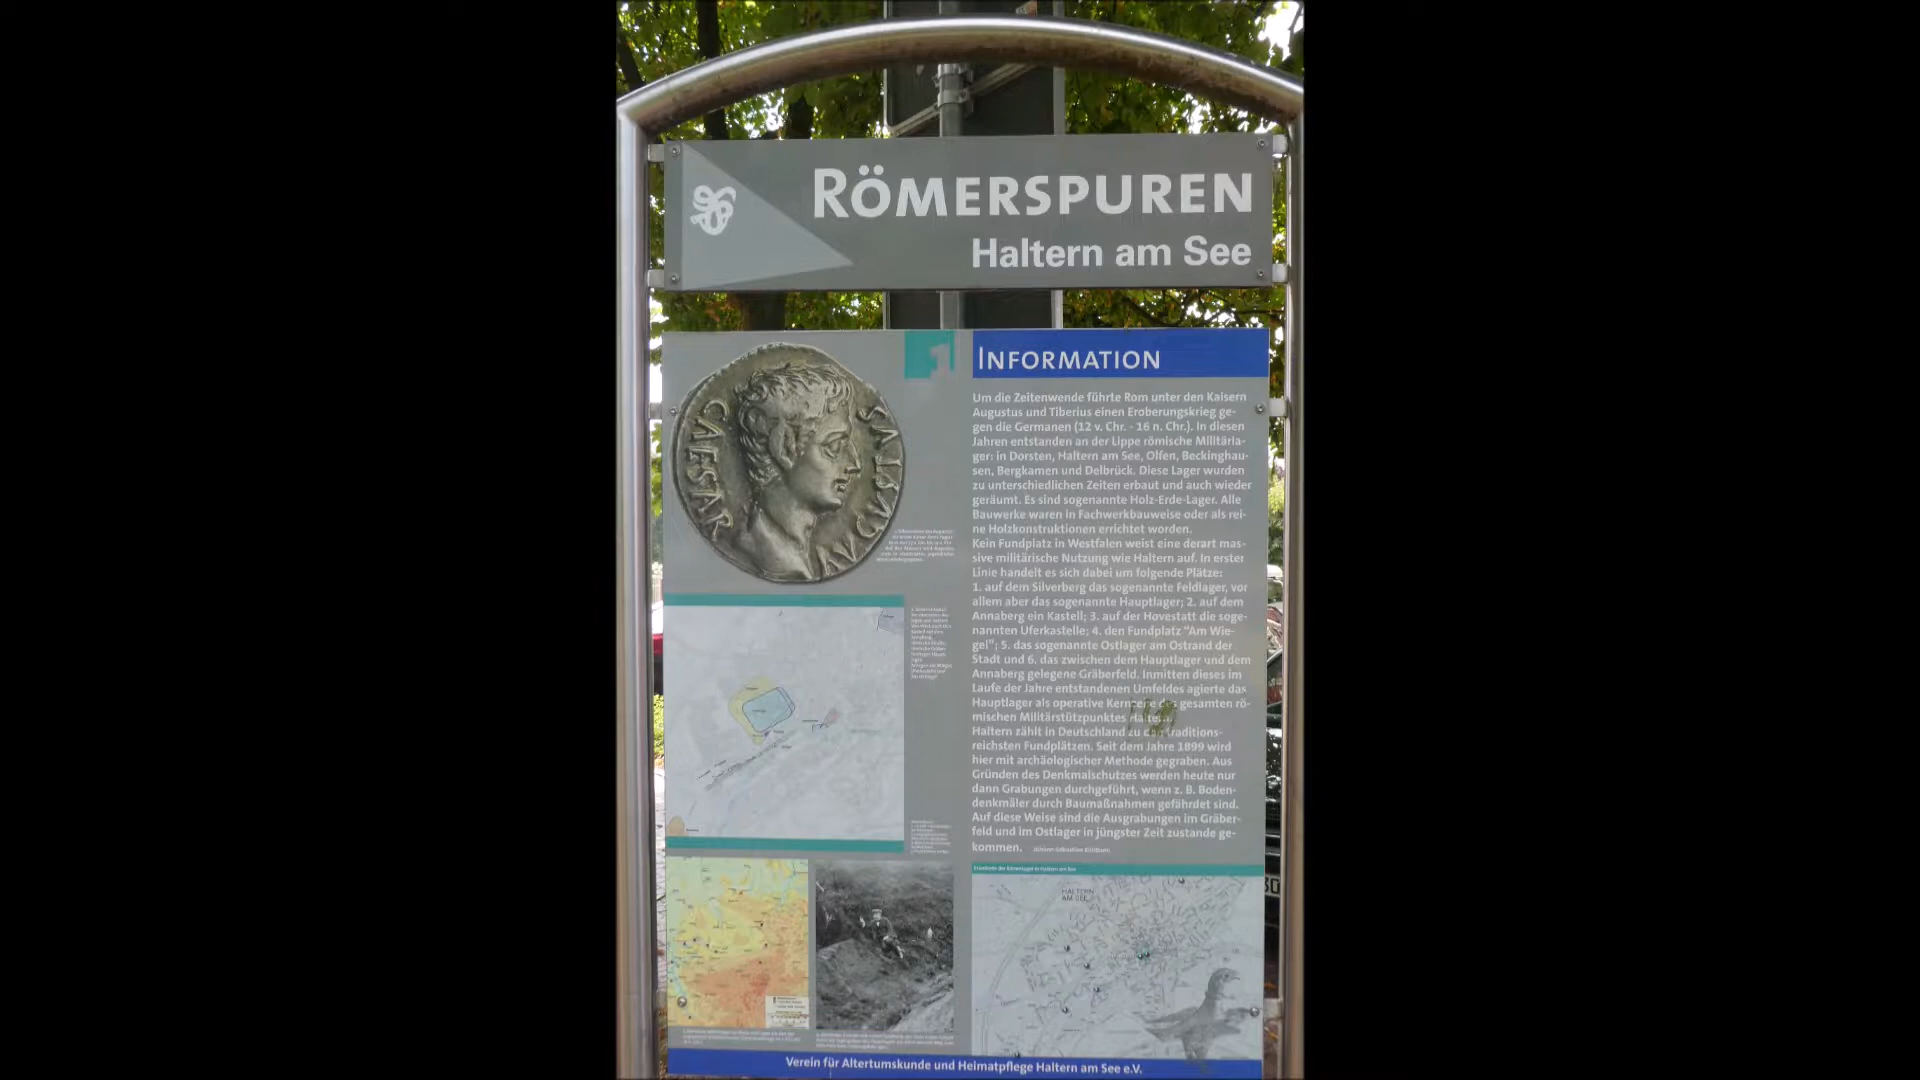 RÖMERSPUREN
Haltern am See
CAESAR
AVGVSTVS
INFORMATION
Um die Zeitenwende führte Rom unter den Kaisern
Augustus und Tiberius einen Eroberungskrieg ge-
gen die Germanen (12 v. Chr. - 16 n. Chr.). In diesen
Jahren entstanden an der Lippe römische Militärla-
ger: in Dorsten, Haltern am See, Olfen, Beckinghau-
sen, Bergkamen und Delbrück. Diese Lager wurden
zu unterschiedlichen Zeiten erbaut und auch wieder
geräumt. Es sind sogenannte Holz-Erde-Lager. Alle
Bauwerke waren in Fachwerkbauweise oder als rei-
ne Holzkonstruktionen errichtet worden.
Kein Fundplatz in Westfalen weist eine derart mas-
sive militärische Nutzung wie Haltern auf. In erster
Linie handelt es sich dabei um folgende Plätze:
1. auf dem Silverberg das sogenannte Feldlager, vor
allem aber das sogenannte Hauptlager; 2. auf dem
Annaberg ein Kastell; 3. auf der Hovestatt die soge-
nannten Uferkastelle; 4. den Fundplatz "Am Wie-
gel"; 5. das sogenannte Ostlager am Ostrand der
Stadt und 6. das zwischen dem Hauptlager und dem
Annaberg gelegene Gräberfeld. Inmitten dieses im
Laufe der Jahre entstandenen Umfeldes agierte das
Hauptlager als operative Kernzelle des gesamten rö-
mischen Militärstützpunktes Haltern.
Haltern zählt in Deutschland zu den traditions-
reichsten Fundplätzen. Seit dem Jahre 1899 wird
hier mit archäologischer Methode gegraben. Aus
Gründen des Denkmalschutzes werden heute nur
dann Grabungen durchgeführt, wenn z. B. Boden-
denkmäler durch Baumaßnahmen gefährdet sind.
Auf diese Weise sind die Ausgrabungen im Gräber-
feld und im Ostlager in jüngster Zeit zustande ge-
kommen.
HALTERN
AM SEE
Verein für Altertumskunde und Heimatpflege Haltern am See e.V.